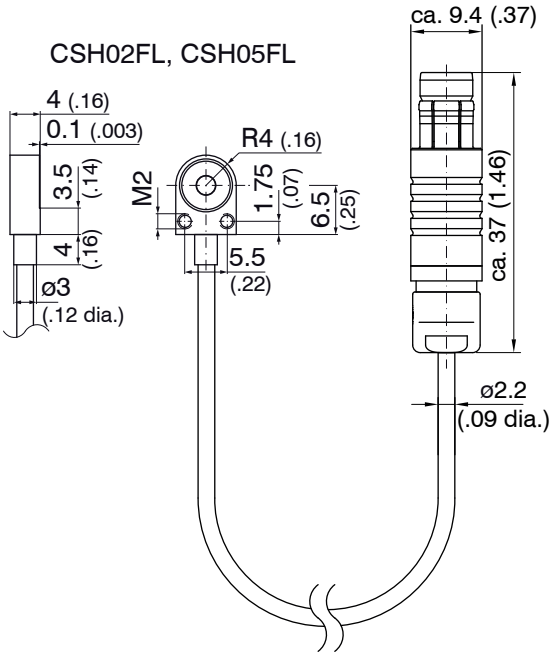 ca. 9.4 (.37)
CSH02FL, CSH05FL
4 (.16)
0.1 (.003)
R4 (.16)
3.5
(.14)
M2
1.75
(.07)
6.5
(.25)
ca. 37 (1.46)
4
(.16)
5.5
(.22)
ø3
(.12 dia.)
ø2.2
(.09 dia.)